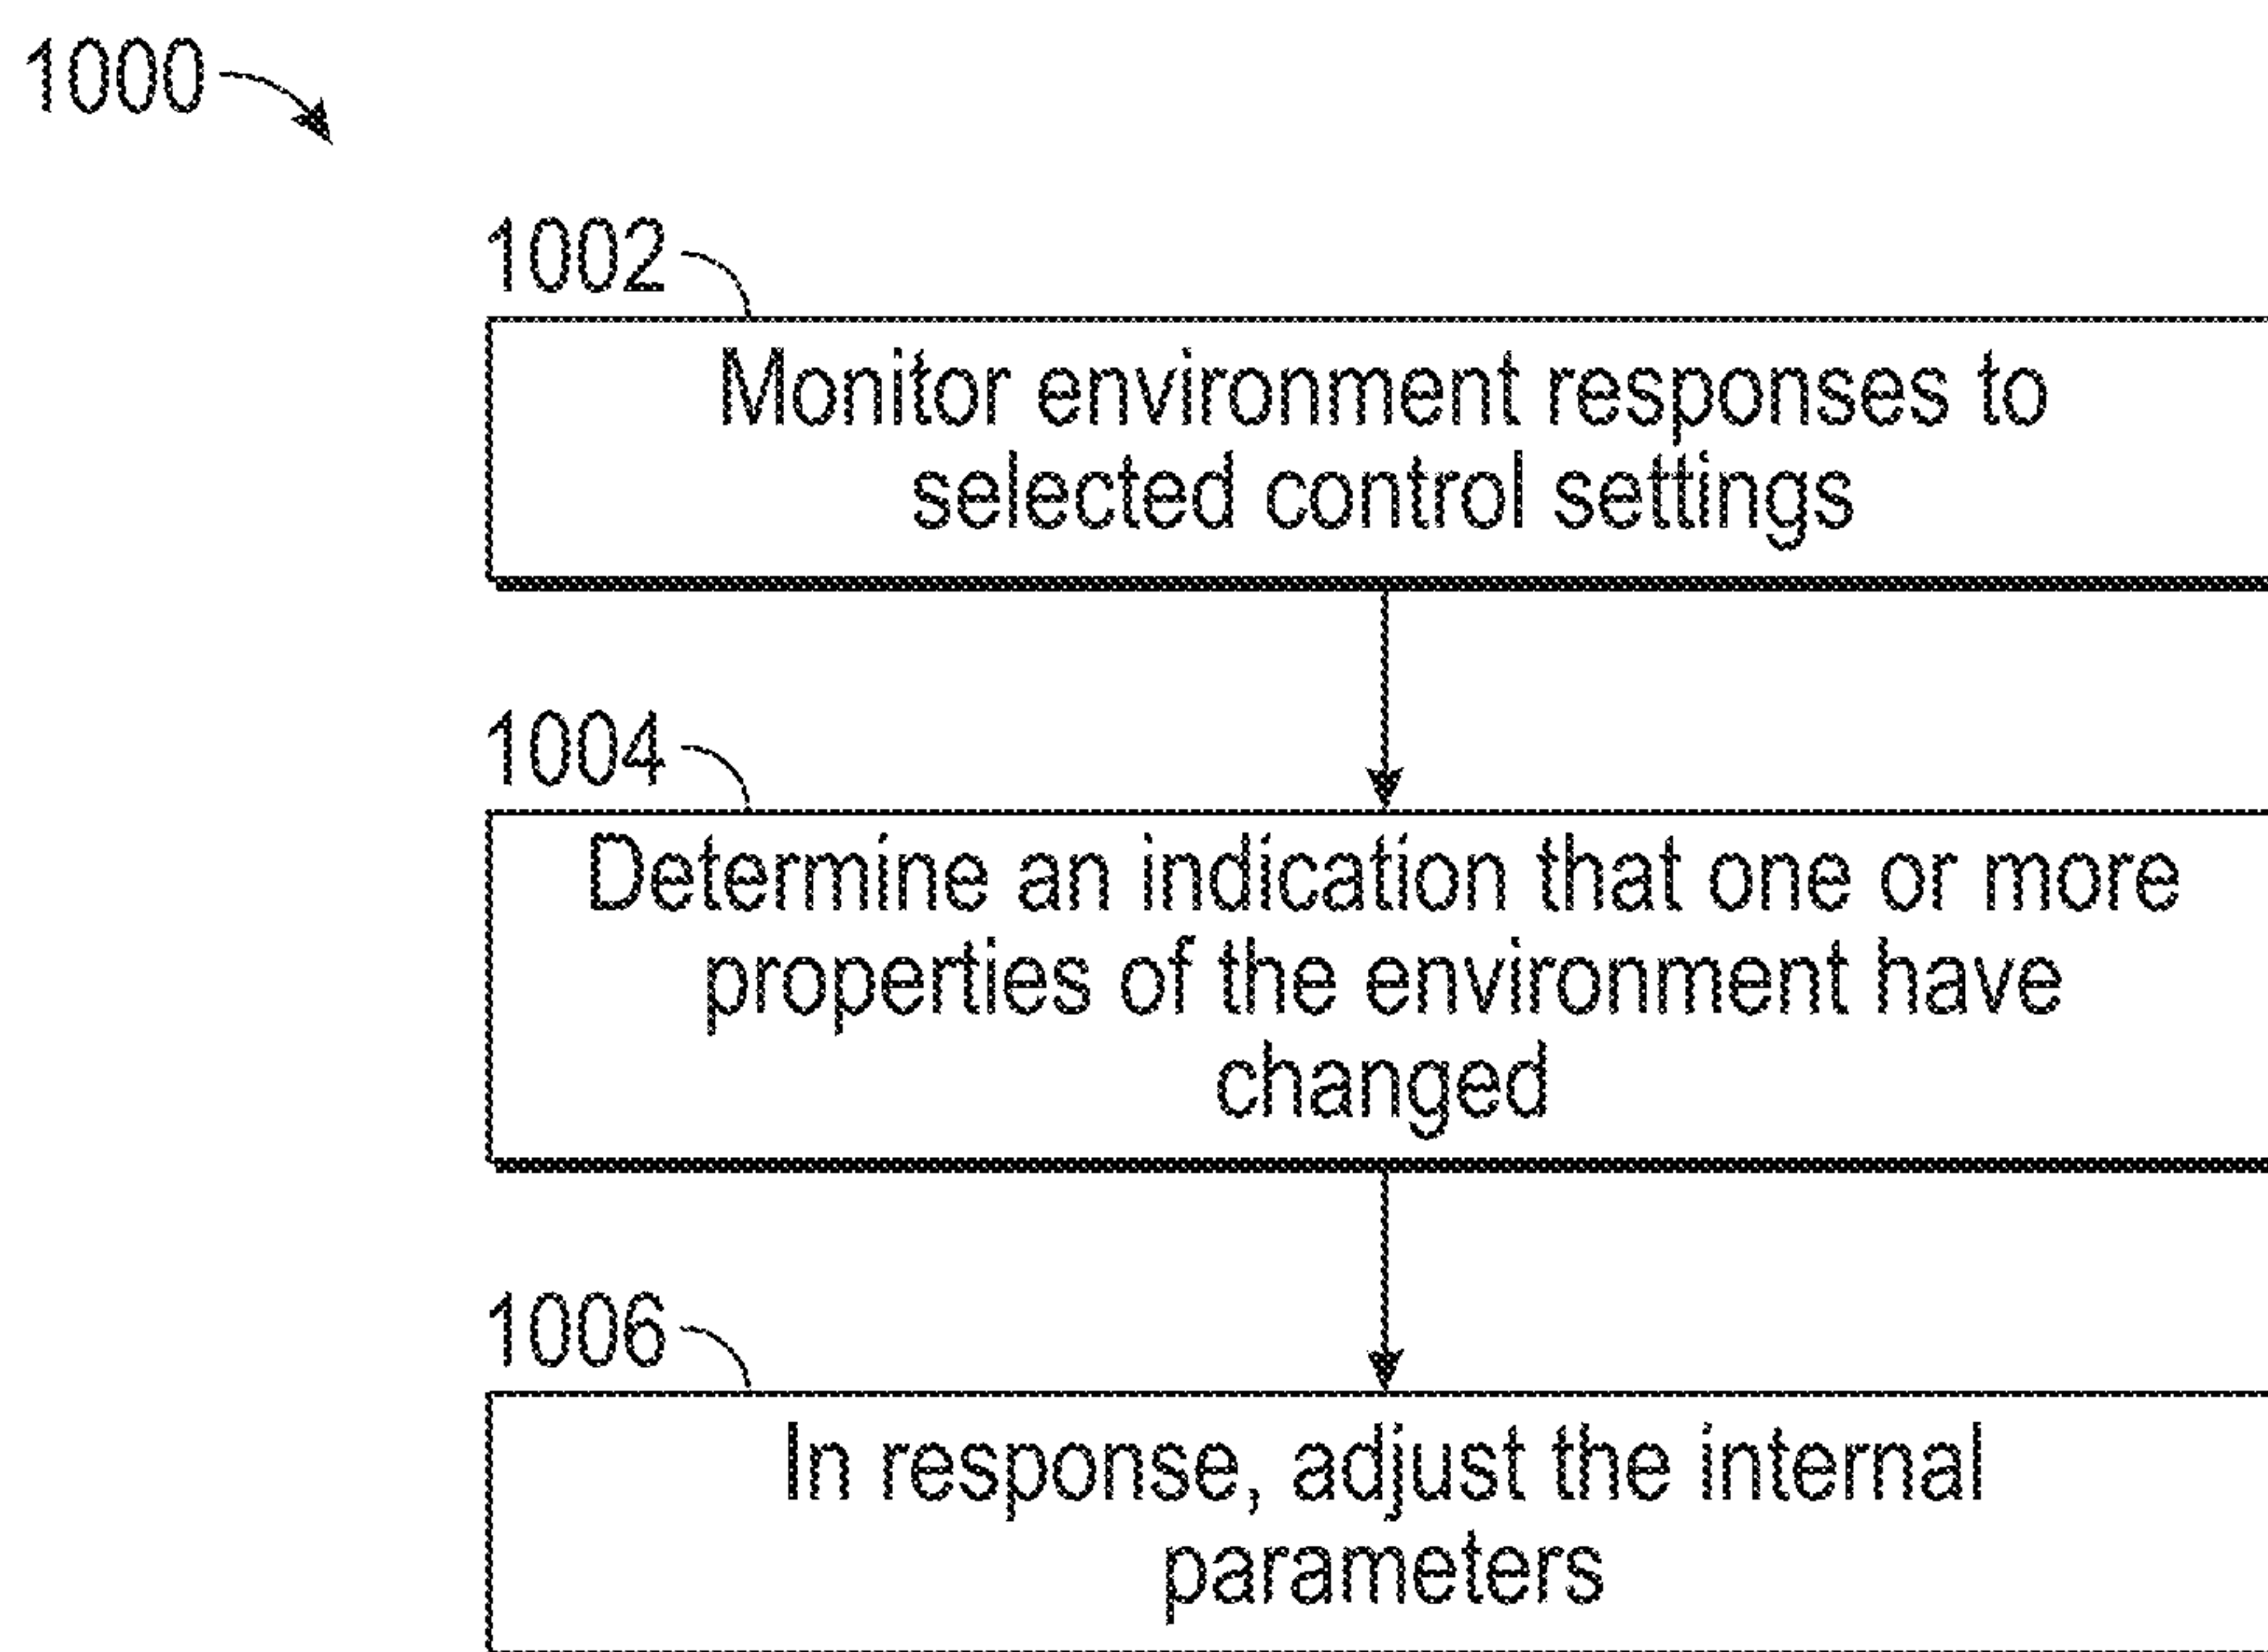 1000
1002
Monitor environment responses to
selected control settings
1004
Determine an indication that one or more
properties of the environment have
changed
1006
In response, adjust the internal
parameters